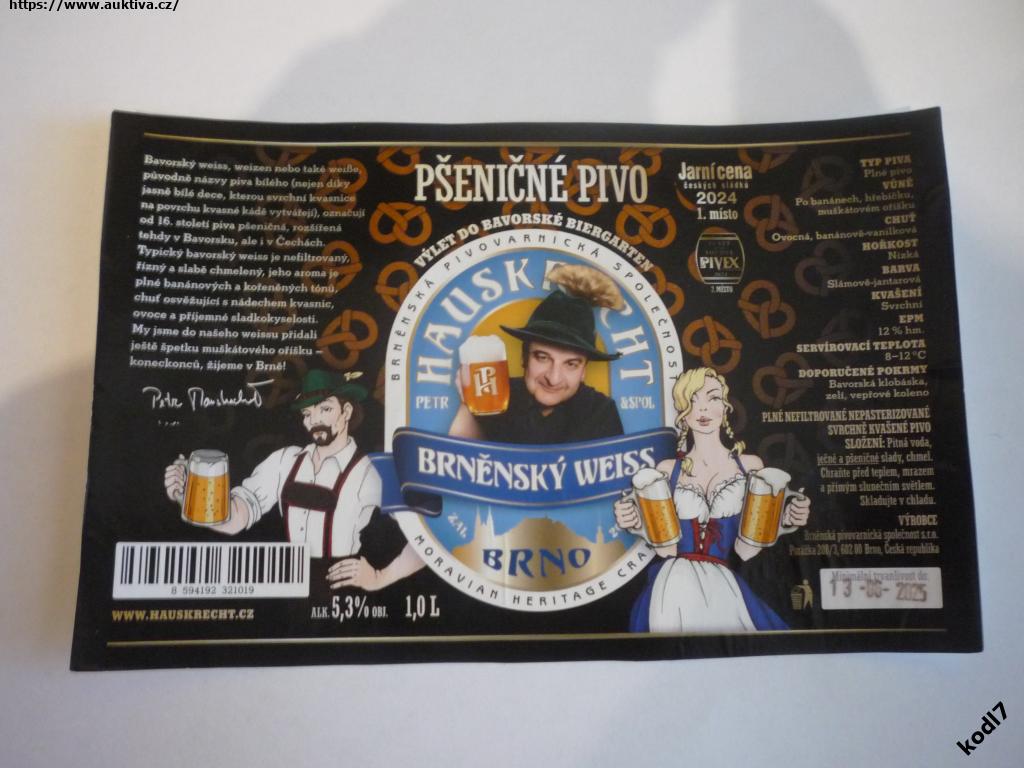 https://www.auktiva.cz/
Bavorský weiss, weizen nebo také weiße,
původně názvy piva bílého (nejen díky
jasně bílé dece, kterou svrchní kvasnice
na povrchu kvasné kádě vytvářejí), označují
od 16. století piva pšeničná, rozšířená
tehdy v Bavorsku, ale i v Čechách.
Typický bavorský weiss je nefiltrovaný,
řízný a slabě chmelený, jeho aroma je
plné banánových a kořeněných tónů,
chuť osvěžující s nádechem kvasnic,
ovoce a příjemné sladkokyselosti.
My jsme do našeho weissu přidali
ještě špetku muškátového oříšku –
koneckonců, žijeme v Brně!
8 594192 321019
WWW.HAUSKRECHT.CZ
PŠENIČNÉ PIVO
VÝLET DO BAVORSKÉ BIERGARTEN
BRNĚNSKÁ PIVOVARNICKÁ SPOLEČNOST
HAUSK CHT
PETR
&SPOL
PH
BRNĚNSKÝ WEISS
BRNO
MORAVIAN HERITAGE CRA
ALK. 5,3% OBJ. 1,0 L
Jarní cena
českých sládků
2024
1. místo
PIVEX
TYP PIVA
Plné pivo
VŮNĚ
Po banánech, hřebíčku,
muškátovém oříšku
CHUŤ
Ovocná, banánově-vanilková
HOŘKOST
Nízká
BARVA
Slámově-jantarová
KVAŠENÍ
Svrchní
EPM
12 % hm.
SERVÍROVACÍ TEPLOTA
8–12 °C
DOPORUČENÉ POKRMY
Bavorská klobáska,
zelí, vepřové koleno
PLNÉ NEFILTROVANÉ NEPASTERIZOVANÉ
SVRCHNĚ KVAŠENÉ PIVO
SLOŽENÍ: Pitná voda,
ječné a pšeničné slady, chmel.
Chraňte před teplem, mrazem
a přímým slunečním světlem.
Skladujte v chladu.
VÝROBCE
Brněnská pivovarnická společnost s.r.o.
602 00 Brno, Česká republika
Minimální trvanlivost do:
13 -06- 2025
kodl7